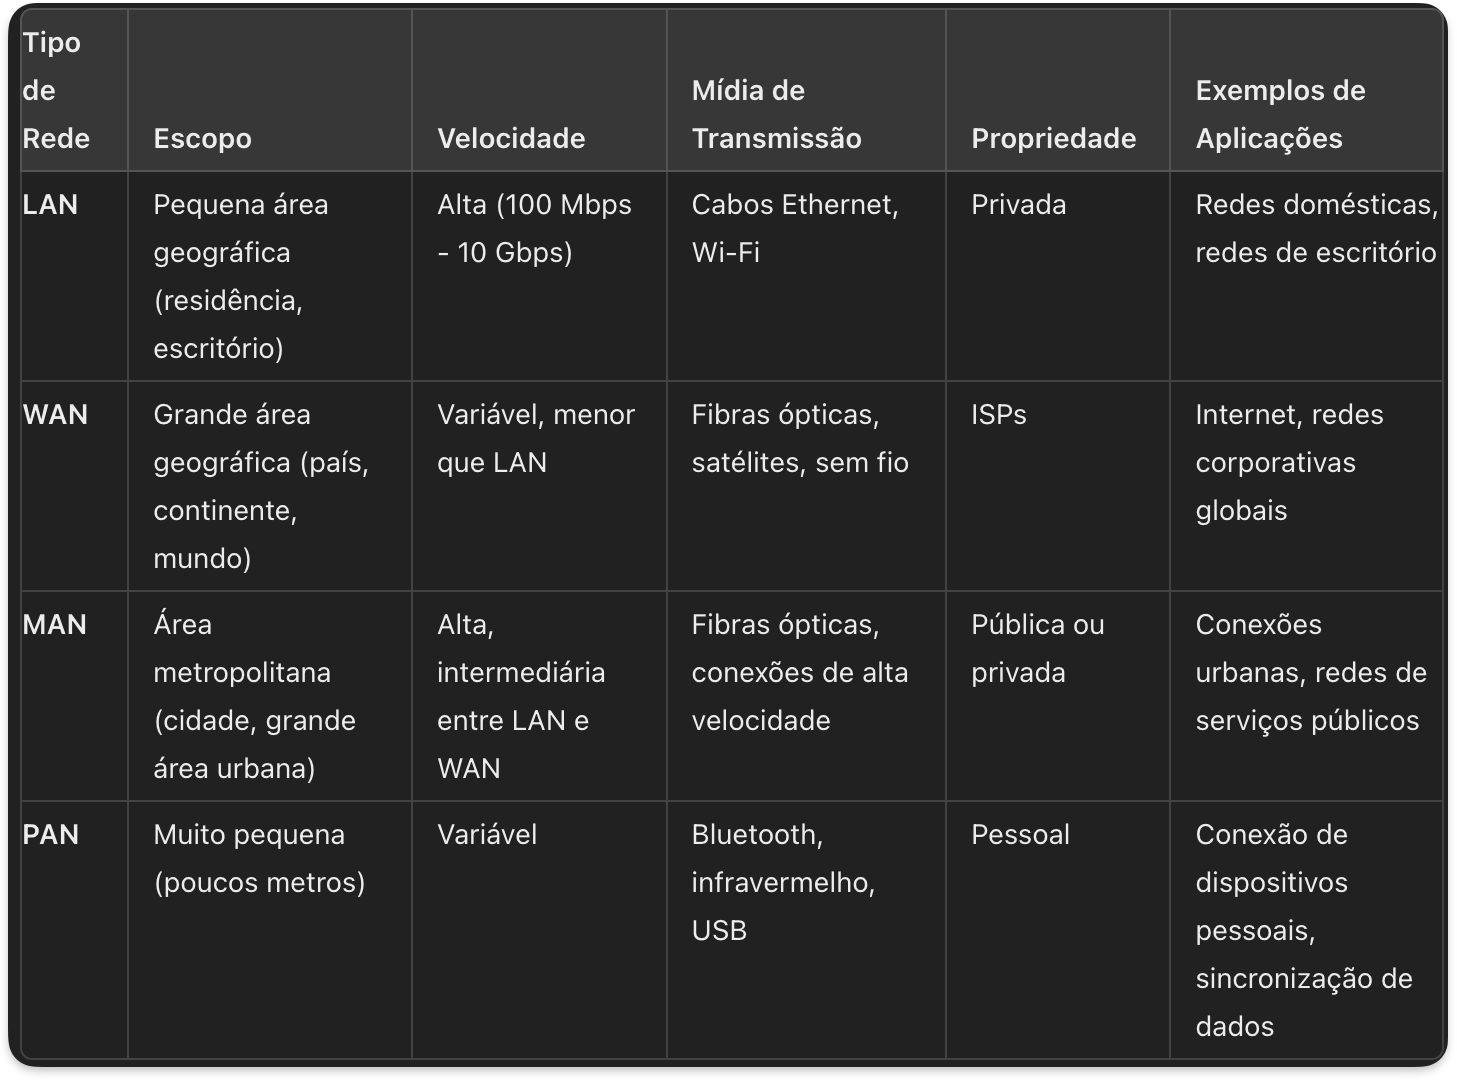 Tipo
de
Rede
Escopo
Velocidade
Mídia de
Transmissão
Propriedade
Exemplos de
Aplicações
LAN
Pequena área
geográfica
(residência,
escritório)
Alta (100 Mbps
- 10 Gbps)
Cabos Ethernet,
Wi-Fi
Privada
Redes domésticas,
redes de escritório
WAN
Grande área
geográfica (país,
continente,
mundo)
Variável, menor
que LAN
Fibras ópticas,
satélites, sem fio
ISPs
Internet, redes
corporativas
globais
MAN
Área
metropolitana
(cidade, grande
área urbana)
Alta,
intermediária
entre LAN e
WAN
Fibras ópticas,
conexões de alta
velocidade
Pública ou
privada
Conexões
urbanas, redes de
serviços públicos
PAN
Muito pequena
(poucos metros)
Variável
Bluetooth,
infravermelho,
USB
Pessoal
Conexão de
dispositivos
pessoais,
sincronização de
dados